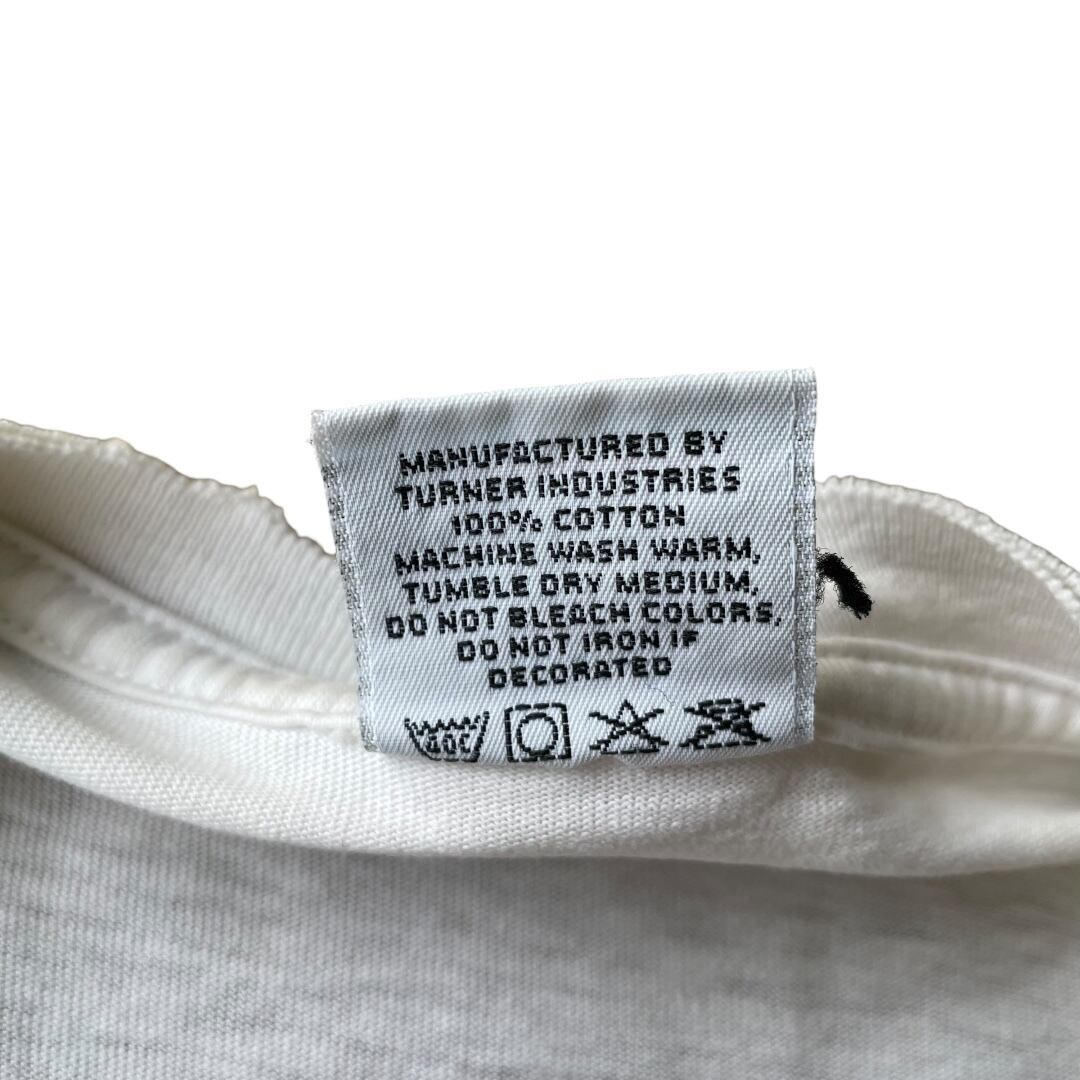 MANUFACTURED BY
TURNER INDUSTRIES
100% COTTON
MACHINE WASH WARM,
TUMBLE DRY MEDIUM,
DO NOT BLEACH COLORS,
DO NOT IRON IF
DECORATED